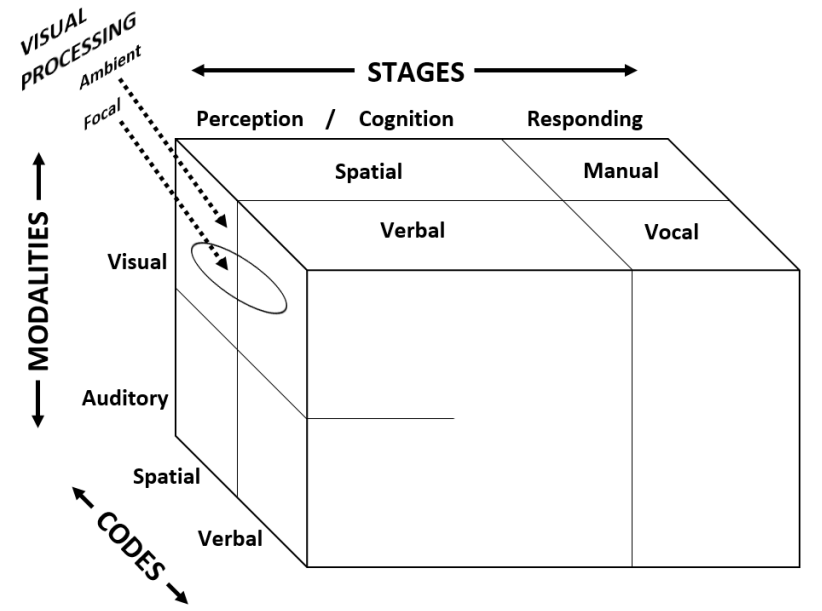 VISUAL
PROCESSING
Ambient
Focal
STAGES
Perception / Cognition Responding
Spatial Manual
Verbal Vocal
MODALITIES
Visual
Auditory
Spatial
Verbal
CODES